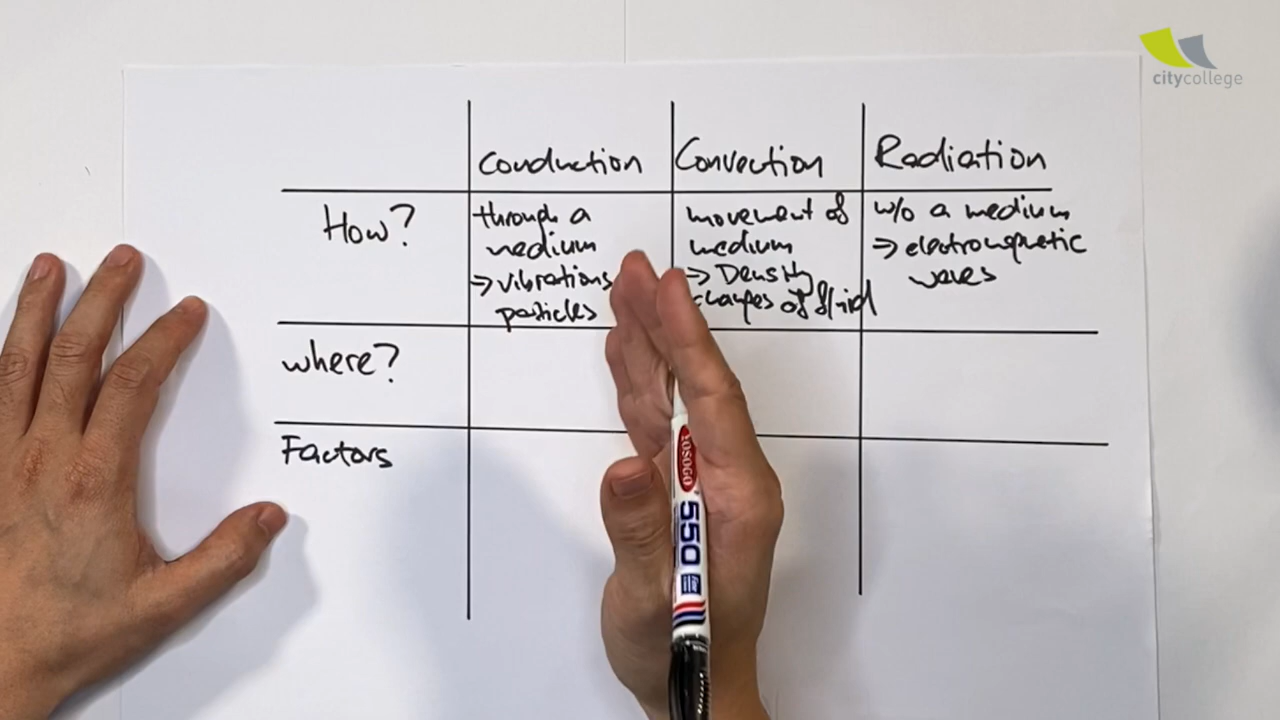 citycollege
Conduction
Convection
Radiation
How?
through a
medium
⇒ vibrations
particles
movement of
medium
⇒ Density
changes of fluid
w/o a medium
⇒ electromagnetic
waves
where?
Factors
YOSOGO
550